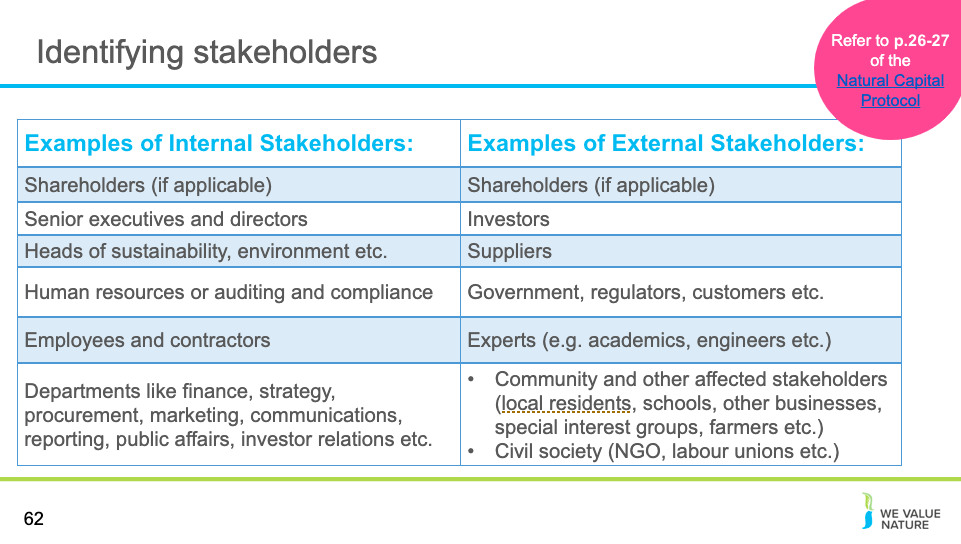 Identifying stakeholders
Refer to p.26-27
of the
Natural Capital
Protocol
Examples of Internal Stakeholders:
Examples of External Stakeholders:
Shareholders (if applicable)
Shareholders (if applicable)
Senior executives and directors
Investors
Heads of sustainability, environment etc.
Suppliers
Human resources or auditing and compliance
Government, regulators, customers etc.
Employees and contractors
Experts (e.g. academics, engineers etc.)
Departments like finance, strategy,
procurement, marketing, communications,
reporting, public affairs, investor relations etc.
• Community and other affected stakeholders
(local residents, schools, other businesses,
special interest groups, farmers etc.)
• Civil society (NGO, labour unions etc.)
62
WE VALUE
NATURE